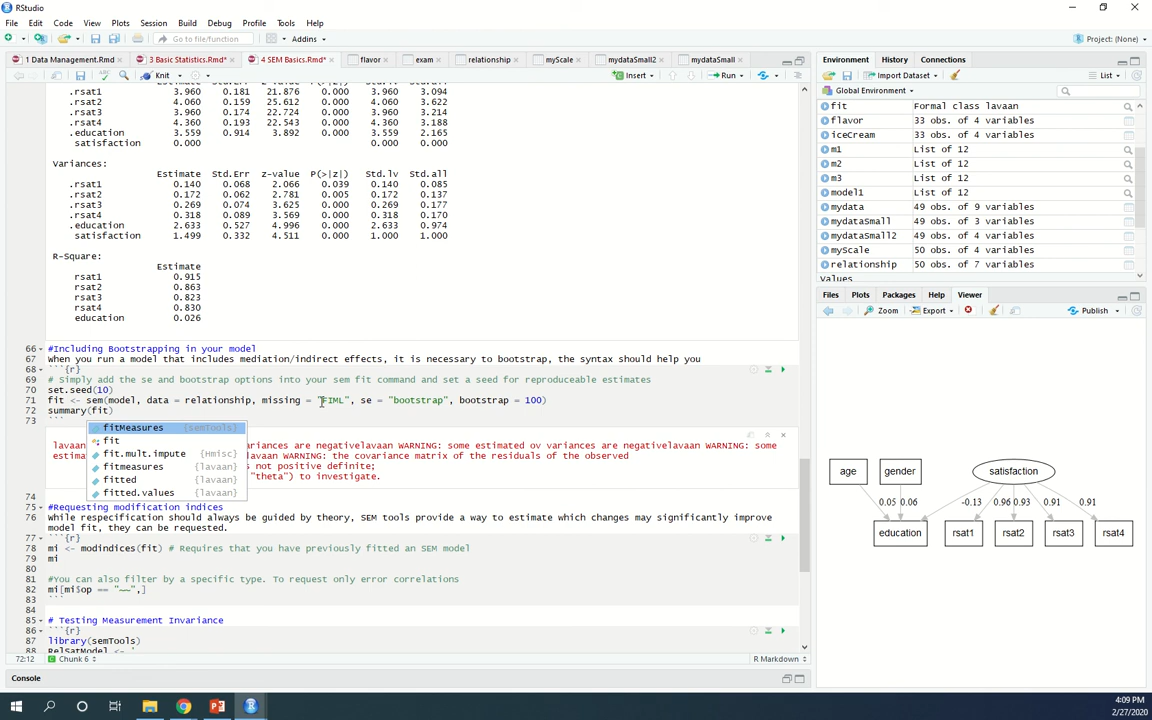 RStudio
File Edit Code View Plots Session Build Debug Profile Tools Help
Go to file/function
Addins
Project: (None)
1 Data Management.Rmd
3 Basic Statistics.Rmd*
4 SEM Basics.Rmd*
flavor
exam
relationship
myScale
mydataSmall2
mydataSmall
Knit
Insert
Run
Estimate Std.Err z-value P(>|z|) Std.lv Std.all
.rsat1 3.960 0.181 21.876 0.000 3.960 3.094
.rsat2 4.060 0.159 25.612 0.000 4.060 3.622
.rsat3 3.960 0.174 22.724 0.000 3.960 3.214
.rsat4 4.360 0.193 22.543 0.000 4.360 3.188
.education 3.559 0.914 3.892 0.000 3.559 2.165
satisfaction 0.000 0.000 0.000
Variances:
Estimate Std.Err z-value P(>|z|) Std.lv Std.all
.rsat1 0.140 0.068 2.066 0.039 0.140 0.085
.rsat2 0.172 0.062 2.781 0.005 0.172 0.137
.rsat3 0.269 0.074 3.625 0.000 0.269 0.177
.rsat4 0.318 0.089 3.569 0.000 0.318 0.170
.education 2.633 0.527 4.996 0.000 2.633 0.974
satisfaction 1.499 0.332 4.511 0.000 1.000 1.000
R-Square:
Estimate
rsat1 0.915
rsat2 0.863
rsat3 0.823
rsat4 0.830
education 0.026
66 #Including Bootstrapping in your model
67 When you run a model that includes mediation/indirect effects, it is necessary to bootstrap, the syntax should help you
68 ```{r}
69 # Simply add the se and bootstrap options into your sem fit command and set a seed for reproduceable estimates
70 set.seed(10)
71 fit <- sem(model, data = relationship, missing = "FIML", se = "bootstrap", bootstrap = 100)
72 summary(fit)
73 ```
fitMeasures {semTools}
fit
fit.mult.impute {Hmisc}
fitmeasures {lavaan}
fitted {lavaan}
fitted.values {lavaan}
lavaan
ariances are negativelavaan WARNING: some estimated ov variances are negativelavaan WARNING: some
estima
lavaan WARNING: the covariance matrix of the residuals of the observed
s not positive definite;
"theta") to investigate.
74
75 #Requesting modification indices
76 While respecification should always be guided by theory, SEM tools provide a way to estimate which changes may significantly improve
model fit, they can be requested.
77 ```{r}
78 mi <- modindices(fit) # Requires that you have previously fitted an SEM model
79 mi
80
81 #You can also filter by a specific type. To request only error correlations
82 mi[mi$op == "~~",]
83 ```
84
85 # Testing Measurement Invariance
86 ```{r}
87 library(semTools)
88 RelSatModel <- '
72:12 Chunk 6 R Markdown
Console
Environment History Connections
Import Dataset
List
Global Environment
fit Formal class lavaan
flavor 33 obs. of 4 variables
iceCream 33 obs. of 4 variables
m1 List of 12
m2 List of 12
m3 List of 12
model1 List of 12
mydata 49 obs. of 9 variables
mydataSmall 49 obs. of 3 variables
mydataSmall2 49 obs. of 4 variables
myScale 50 obs. of 4 variables
relationship 50 obs. of 7 variables
Values
Files Plots Packages Help Viewer
Zoom Export Publish
age gender satisfaction
0.05 0.06 -0.13 0.96 0.93 0.91 0.91
education rsat1 rsat2 rsat3 rsat4
4:09 PM
2/27/2020